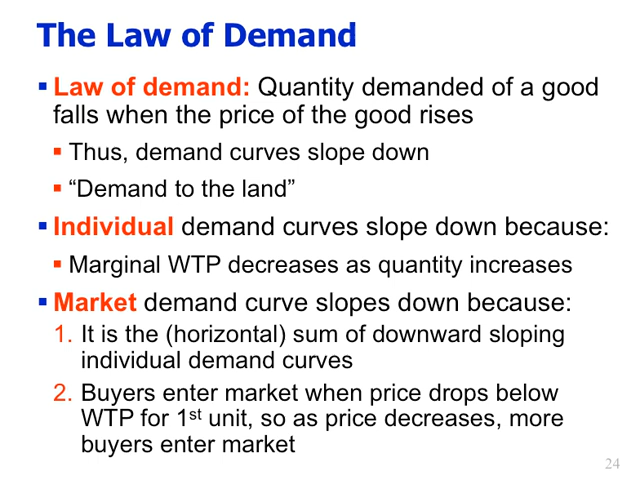 The Law of Demand
▪ Law of demand: Quantity demanded of a good
falls when the price of the good rises
▪ Thus, demand curves slope down
▪ “Demand to the land”
▪ Individual demand curves slope down because:
▪ Marginal WTP decreases as quantity increases
▪ Market demand curve slopes down because:
1. It is the (horizontal) sum of downward sloping
individual demand curves
2. Buyers enter market when price drops below
WTP for 1st unit, so as price decreases, more
buyers enter market
24